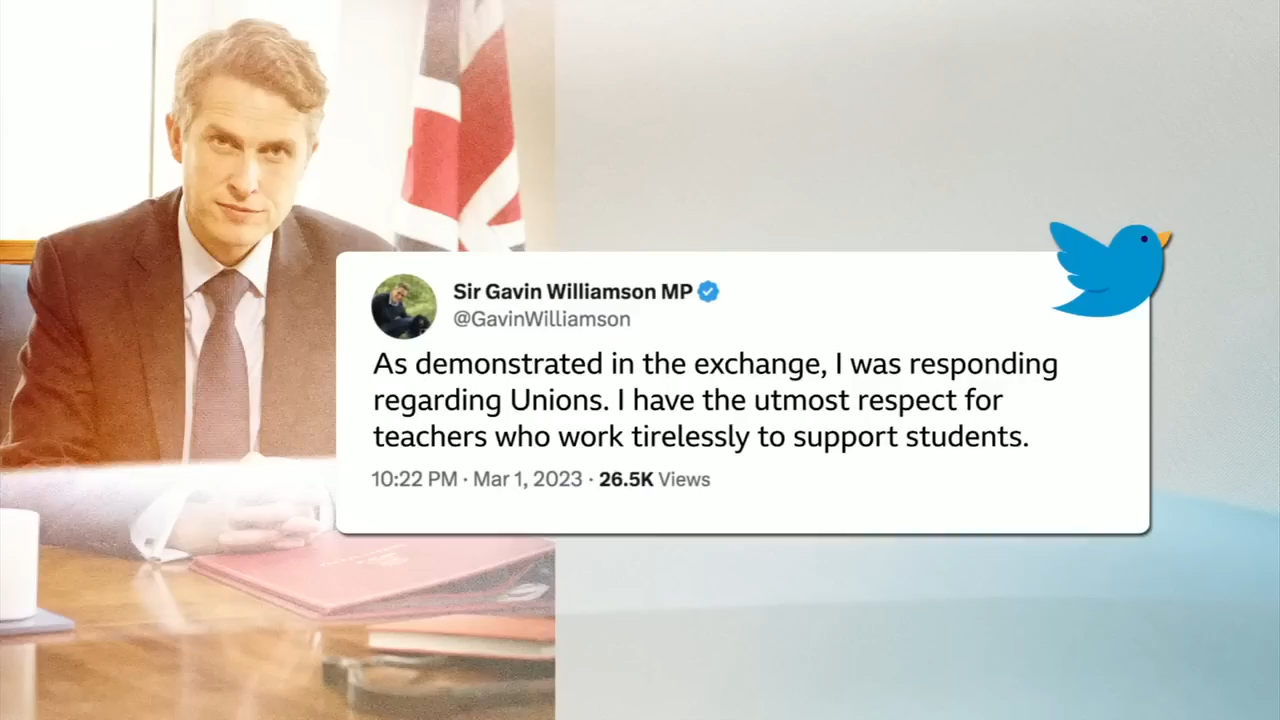 Sir Gavin Williamson MP
@GavinWilliamson
As demonstrated in the exchange, I was responding
regarding Unions. I have the utmost respect for
teachers who work tirelessly to support students.
10:22 PM · Mar 1, 2023 · 26.5K Views